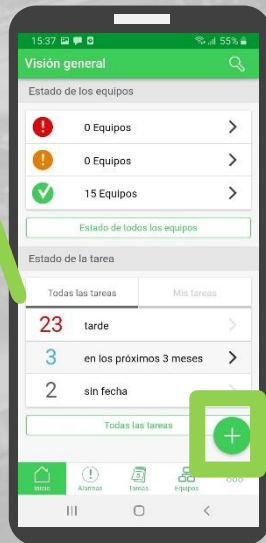 15:37 55%
Visión general
Estado de los equipos
0 Equipos
0 Equipos
15 Equipos
Estado de todos los equipos
Estado de la tarea
Todas las tareas Mis tareas
23 tarde
3 en los próximos 3 meses
2 sin fecha
Todas las tareas
Inicio Alarmas Tareas Equipos